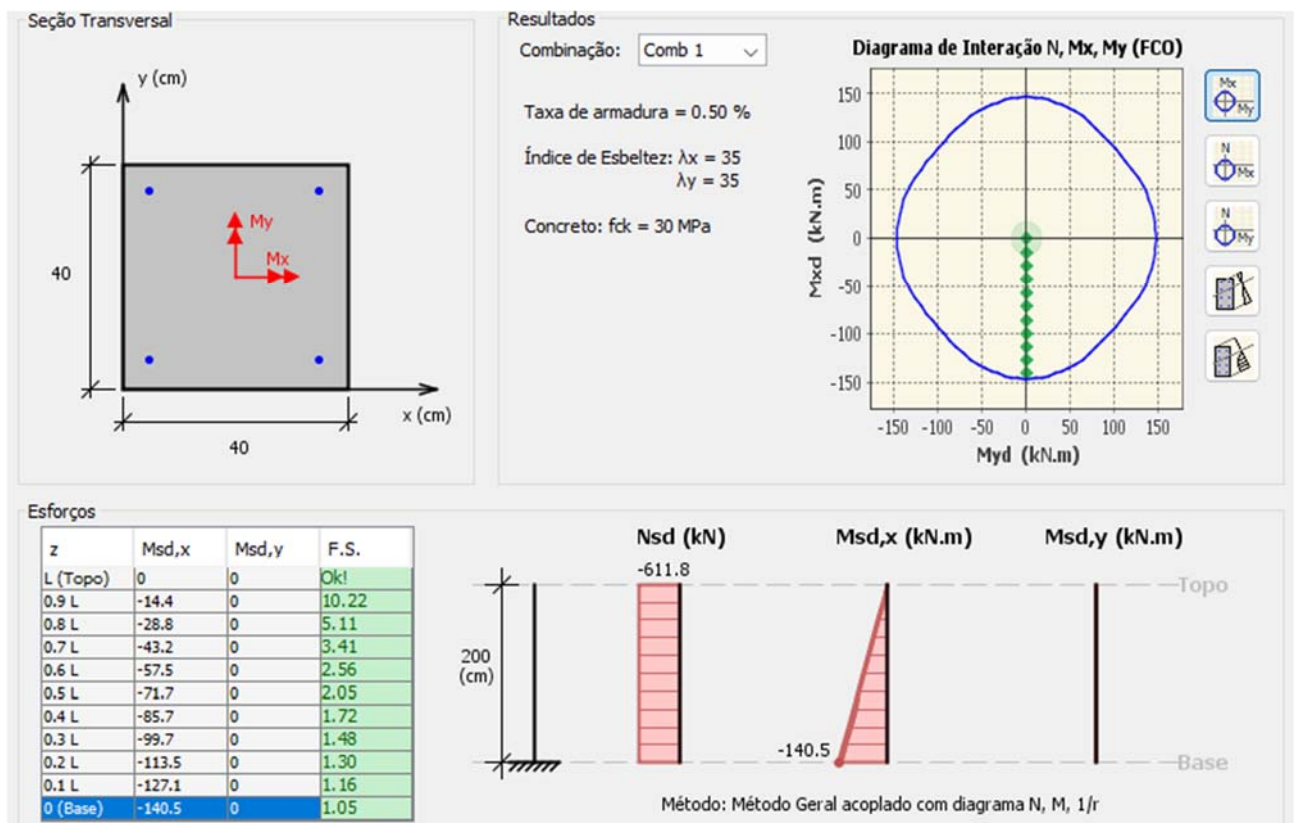 Seção Transversal
y (cm)
My
Mx
40
x (cm)
40
Resultados
Combinação: Comb 1
Taxa de armadura = 0.50 %
Índice de Esbeltez: λx = 35
λy = 35
Concreto: fck = 30 MPa
Diagrama de Interação N, Mx, My (FCO)
Mxd (kN.m)
150
100
50
0
-50
-100
-150
-150 -100 -50 0 50 100 150
Myd (kN.m)
Mx
My
N
Mx
N
My
Esforços
z Msd,x Msd,y F.S.
L (Topo) 0 0 Ok!
0.9 L -14.4 0 10.22
0.8 L -28.8 0 5.11
0.7 L -43.2 0 3.41
0.6 L -57.5 0 2.56
0.5 L -71.7 0 2.05
0.4 L -85.7 0 1.72
0.3 L -99.7 0 1.48
0.2 L -113.5 0 1.30
0.1 L -127.1 0 1.16
0 (Base) -140.5 0 1.05
Nsd (kN) Msd,x (kN.m) Msd,y (kN.m)
-611.8
Topo
200
(cm)
-140.5
Base
Método: Método Geral acoplado com diagrama N, M, 1/r